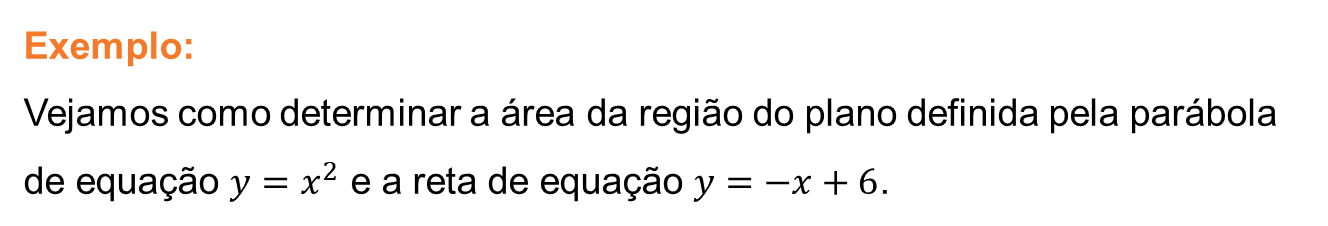 Exemplo:
Vejamos como determinar a área da região do plano definida pela parábola
de equação y = x² e a reta de equação y = −x + 6.